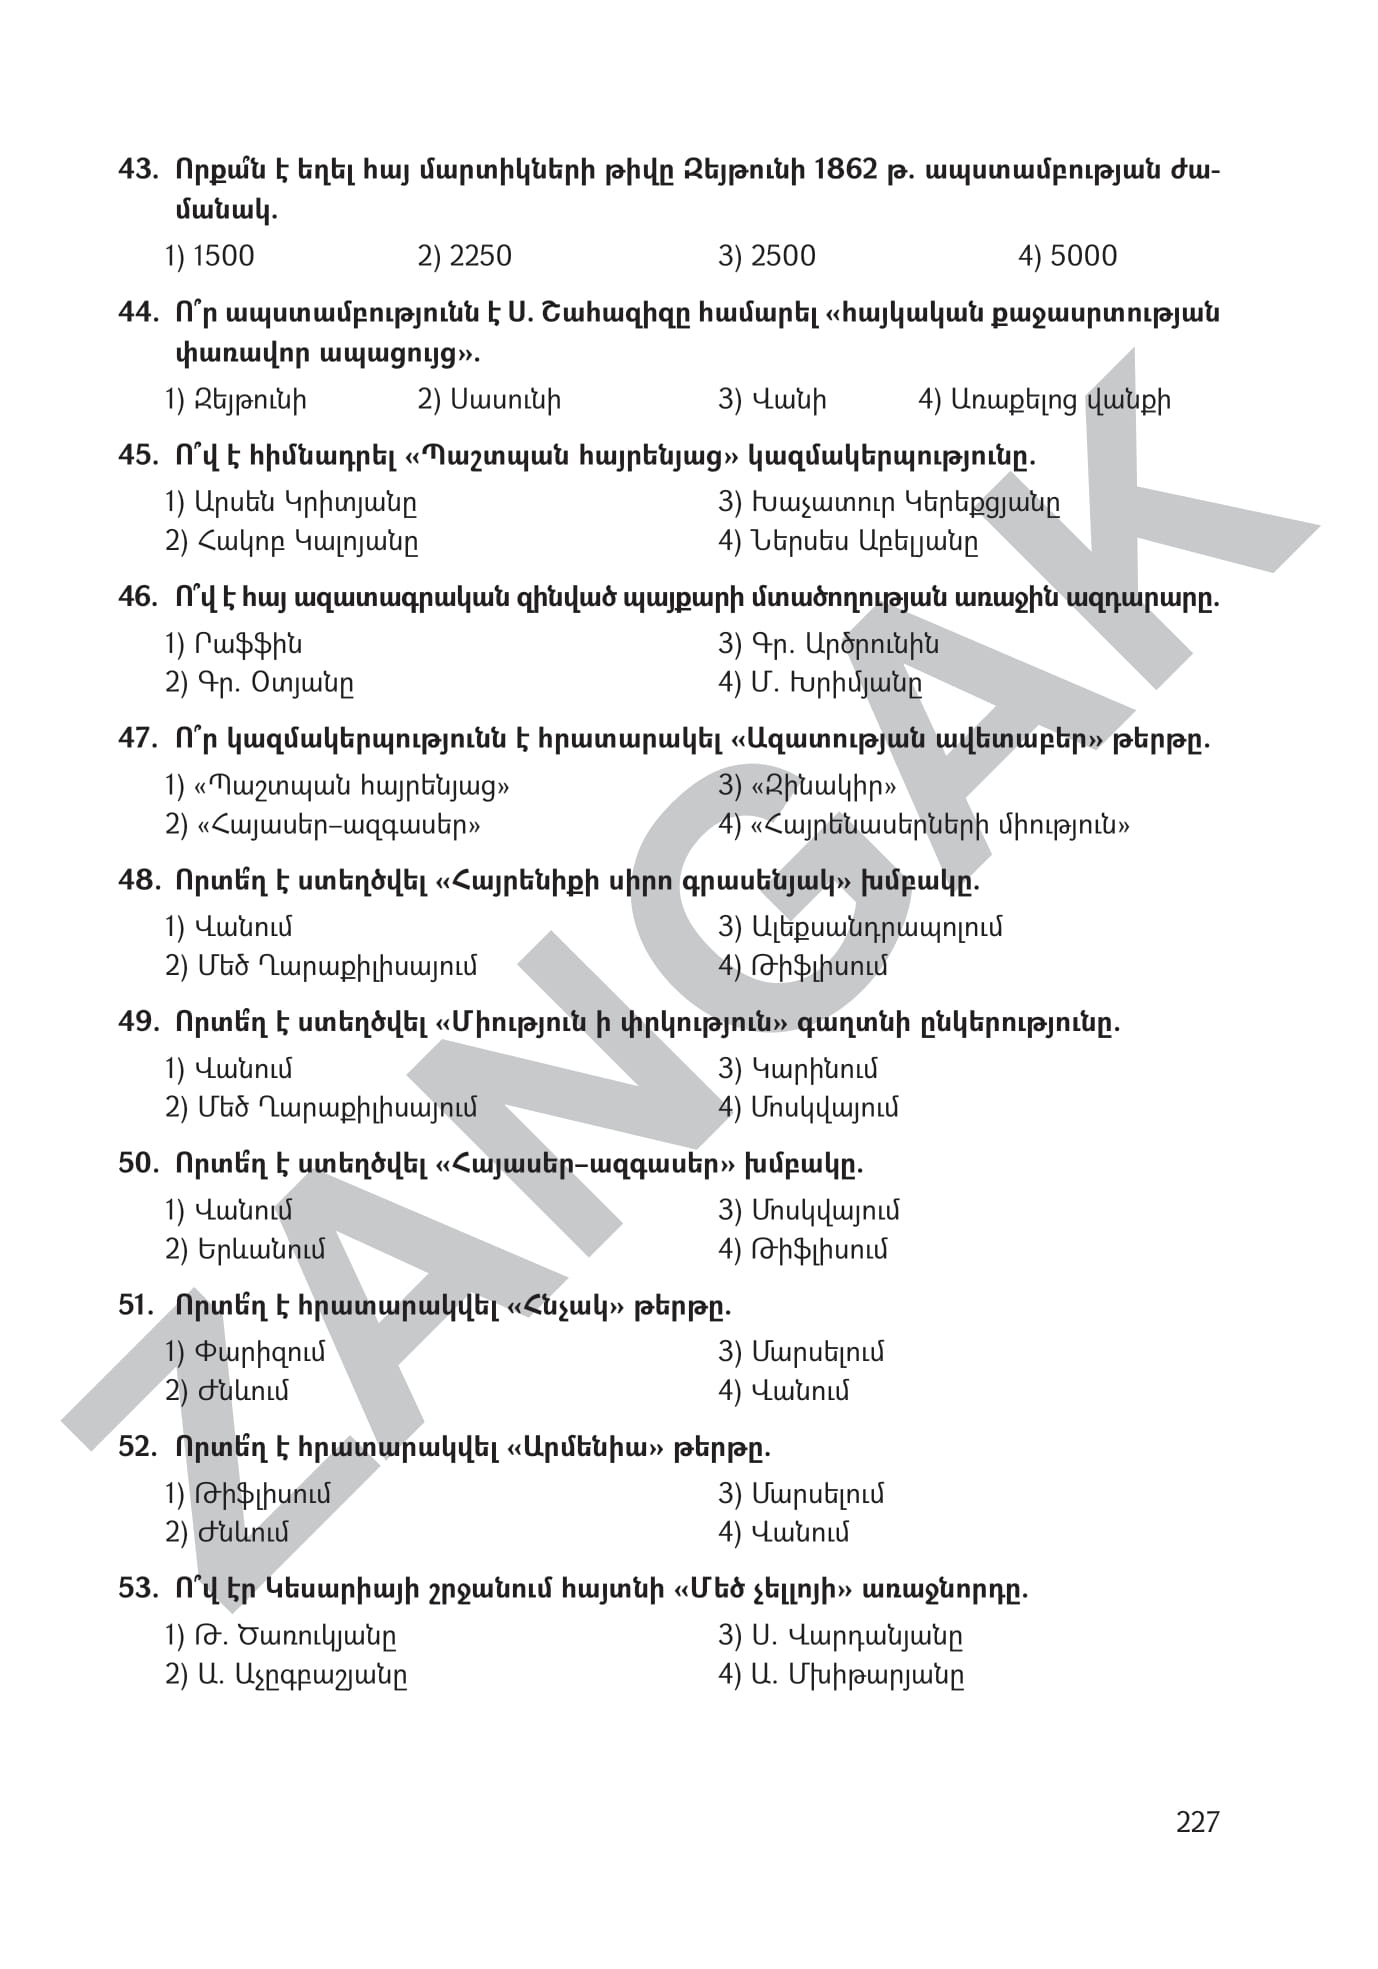 43. Որքա՞ն է եղել հայ մարտիկների թիվը Զեյթունի 1862 թ. ապստամբության ժա-
մանակ.
1) 1500 2) 2250 3) 2500 4) 5000
44. Ո՞ր ապստամբությունն է Ս. Շահազիզը համարել «հայկական քաջասրտության
փառավոր ապացույց».
1) Զեյթունի 2) Սասունի 3) Վանի 4) Առաքելոց վանքի
45. Ո՞վ է հիմնադրել «Պաշտպան հայրենյաց» կազմակերպությունը.
1) Արսեն Կրիտյանը 3) Խաչատուր Կերեքցյանը
2) Հակոբ Կալոյանը 4) Ներսես Աբելյանը
46. Ո՞վ է հայ ազատագրական զինված պայքարի մտածողության առաջին ազդարարը.
1) Րաֆֆին 3) Գր. Արծրունին
2) Գր. Օտյանը 4) Մ. Խրիմյանը
47. Ո՞ր կազմակերպությունն է հրատարակել «Ազատության ավետաբեր» թերթը.
1) «Պաշտպան հայրենյաց» 3) «Զինակիր»
2) «Հայասեր–ազգասեր» 4) «Հայրենասերների միություն»
48. Որտե՞ղ է ստեղծվել «Հայրենիքի սիրո գրասենյակ» խմբակը.
1) Վանում 3) Ալեքսանդրապոլում
2) Մեծ Ղարաքիլիսայում 4) Թիֆլիսում
49. Որտե՞ղ է ստեղծվել «Միություն ի փրկություն» գաղտնի ընկերությունը.
1) Վանում 3) Կարինում
2) Մեծ Ղարաքիլիսայում 4) Մոսկվայում
50. Որտե՞ղ է ստեղծվել «Հայասեր–ազգասեր» խմբակը.
1) Վանում 3) Մոսկվայում
2) Երևանում 4) Թիֆլիսում
51. Որտե՞ղ է հրատարակվել «Հնչակ» թերթը.
1) Փարիզում 3) Մարսելում
2) Ժնևում 4) Վանում
52. Որտե՞ղ է հրատարակվել «Արմենիա» թերթը.
1) Թիֆլիսում 3) Մարսելում
2) Ժնևում 4) Վանում
53. Ո՞վ էր Կեսարիայի շրջանում հայտնի «Մեծ չելլոյի» առաջնորդը.
1) Թ. Ծառուկյանը 3) Ս. Վարդանյանը
2) Ա. Աչըգբաշյանը 4) Ա. Մխիթարյանը
227
ZANGAK